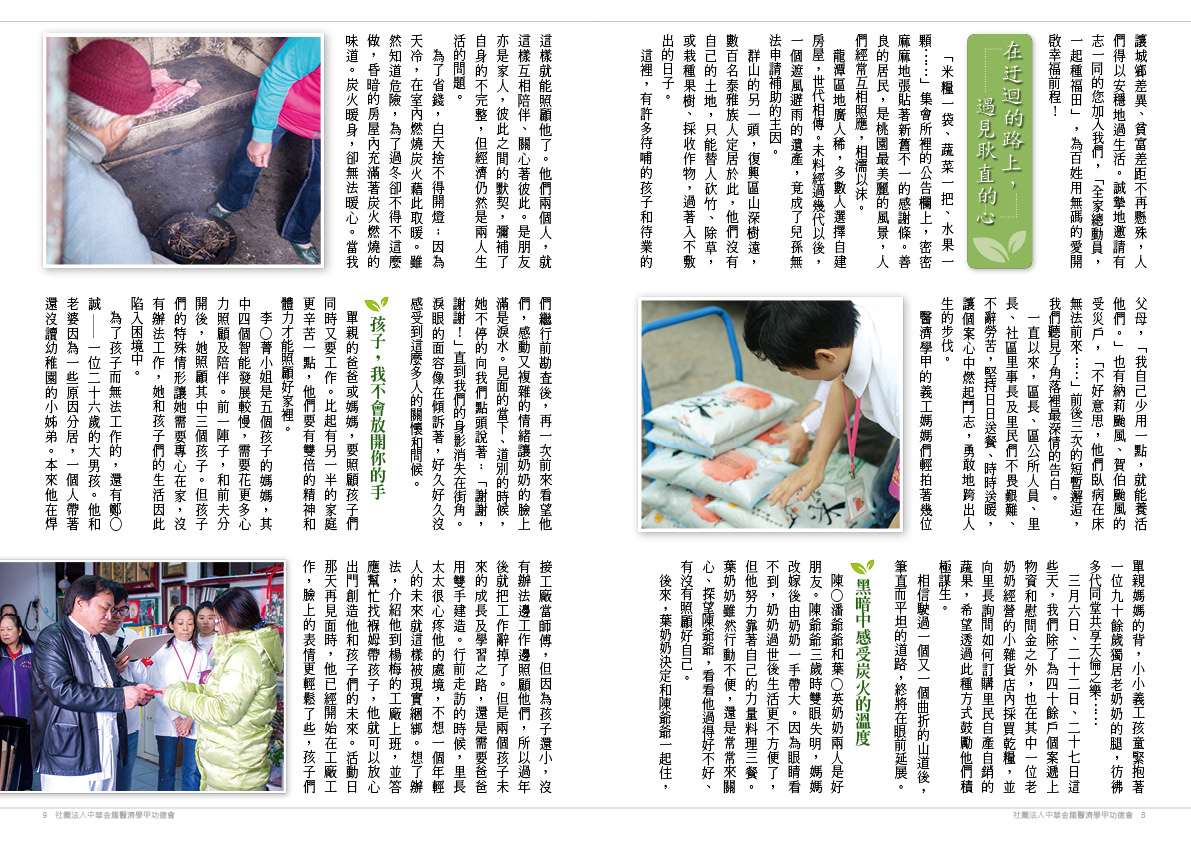 讓城鄉差異、貧富差距不再懸殊，人
們得以安穩地過生活。誠摯地邀請有
志一同的您加入我們，「全家總動員，
一起種福田」，為百姓用無碼的愛開
啟幸福前程！
在迂迴的路上，
遇見耿直的心
「米糧一袋、蔬菜一把、水果一
顆……」集會所裡的公告欄上，密密
麻麻地張貼著新舊不一的感謝條。善
良的居民，是桃園最美麗的風景，人
們經常互相照應，相濡以沫。
龍潭區地廣人稀，多數人選擇自建
房屋，世代相傳。未料經過幾代以後，
一個遮風避雨的遺產，竟成了兒孫無
法申請補助的主因。
群山的另一頭，復興區山深樹遠，
數百名泰雅族人定居於此，他們沒有
自己的土地，只能替人砍竹、除草，
或栽種果樹、採收作物，過著入不敷
出的日子。
這裡，有許多待哺的孩子和待業的
父母，「我自己少用一點，就能養活
他們。」也有納莉颱風、賀伯颱風的
受災戶，「不好意思，他們臥病在床
無法前來……」前後三次的短暫邂逅，
我們聽見了角落裡最深情的告白。
一直以來，區長、區公所人員、里
長、社區里事長及里民們不畏艱難、
不辭勞苦，堅持日日送餐、時時送暖，
讓個案心中燃起鬥志，勇敢地跨出人
生的步伐。
醫濟學甲的義工媽媽們輕拍著幾位
單親媽媽的背，小小義工孩童緊抱著
一位九十餘歲獨居老奶奶的腿，彷彿
多代同堂共享天倫之樂……
三月六日、二十二日、二十七日這
些天，我們除了為四十餘戶個案遞上
物資和慰問金之外，也在其中一位老
奶奶經營的小雜貨店內採買乾糧，並
向里長詢問如何訂購里民自產自銷的
蔬果，希望透過此種方式鼓勵他們積
極謀生。
相信駛過一個又一個曲折的山道後，
筆直而平坦的道路，終將在眼前延展。
黑暗中感受炭火的溫度
陳〇潘爺爺和葉〇英奶奶兩人是好
朋友。陳爺爺三歲時雙眼失明，媽媽
改嫁後由奶奶一手帶大。因為眼睛看
不到，奶奶過世後生活更不方便了，
但他努力靠著自己的力量料理三餐。
葉奶奶雖然行動不便，還是常常來關
心、探望陳爺爺，看看他過得好不好、
有沒有照顧好自己。
後來，葉奶奶決定和陳爺爺一起住，
這樣就能照顧他了。他們兩個人，就
這樣互相陪伴、關心著彼此。是朋友
亦是家人，彼此之間的默契，彌補了
自身的不完整，但經濟仍然是兩人生
活的問題。
為了省錢，白天捨不得開燈；因為
天冷，在室內燃燒炭火藉此取暖。雖
然知道危險，為了過冬卻不得不這麼
做，昏暗的房屋內充滿著炭火燃燒的
味道。炭火暖身，卻無法暖心。當我
們繼行前勘查後，再一次前來看望他
們，感動又複雜的情緒讓奶奶的臉上
滿是淚水。見面的當下、道別的時候，
她不停的向我們點頭說著：「謝謝，
謝謝！」直到我們的身影消失在街角。
淚眼的面容像在傾訴著，好久好久沒
感受到這麼多人的關懷和問候。
孩子，我不會放開你的手
單親的爸爸或媽媽，要照顧孩子們
同時又要工作。比起有另一半的家庭
更辛苦一點，他們要有雙倍的精神和
體力才能照顧好家裡。
李〇菁小姐是五個孩子的媽媽，其
中四個智能發展較慢，需要花更多心
力照顧及陪伴。前一陣子，和前夫分
開後，她照顧其中三個孩子。但孩子
們的特殊情形讓她需要專心在家，沒
有辦法工作，她和孩子們的生活因此
陷入困境中。
為了孩子而無法工作的，還有鄭〇
誠——一位二十六歲的大男孩。他和
老婆因為一些原因分居，一個人帶著
還沒讀幼稚園的小姊弟。本來他在焊
接工廠當師傅，但因為孩子還小，沒
有辦法邊工作邊照顧他們，所以過年
後就把工作辭掉了。但是兩個孩子未
來的成長及學習之路，還是需要爸爸
用雙手建造。行前走訪的時候，里長
太太很心疼他的處境，不想一個年輕
人的未來就這樣被現實綑綁。想了辦
法，介紹他到楊梅的工廠上班，並答
應幫忙找褓姆帶孩子，他就可以放心
出門創造他和孩子們的未來。活動日
那天再見面時，他已經開始在工廠工
作，臉上的表情更輕鬆了些，孩子們
米
9 社團法人中華金龍醫濟學甲功德會
社團法人中華金龍醫濟學甲功德會 8